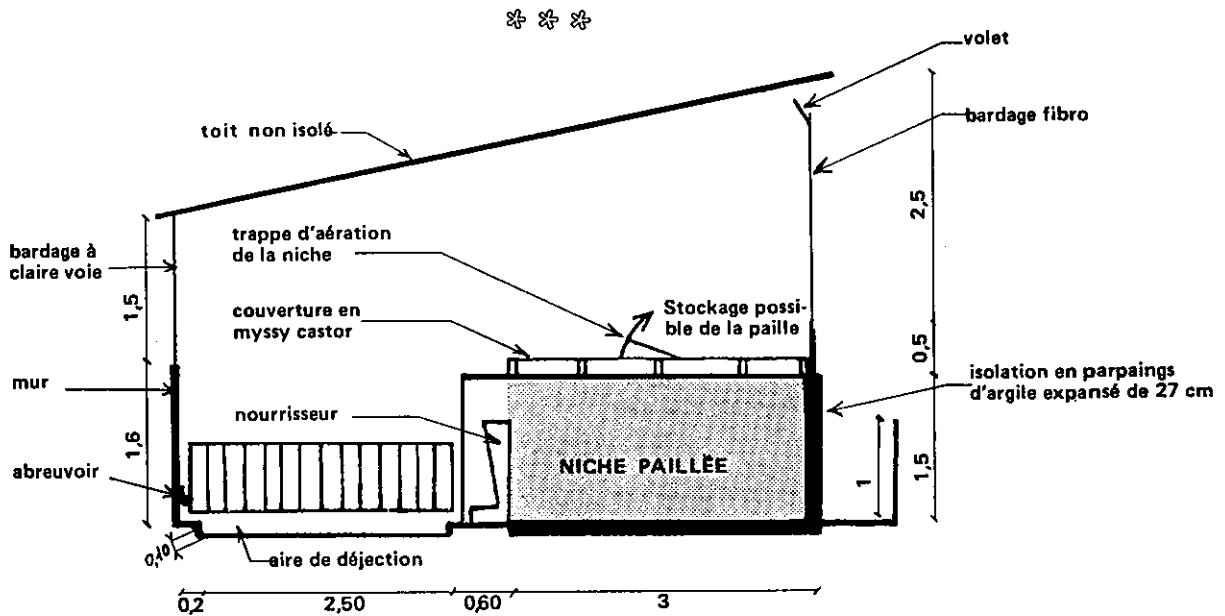 volet
toit non isolé
bardage fibro
2,5
trappe d'aération
de la niche
bardage à
claire voie
1,5
couverture en
myssy castor
Stockage possi-
ble de la paille
0,5
mur
isolation en parpaings
d'argile expansé de 27 cm
nourrisseur
1,6
NICHE PAILLÉE
1
1,5
abreuvoir
0,10
aire de déjection
0,2
2,50
0,60
3